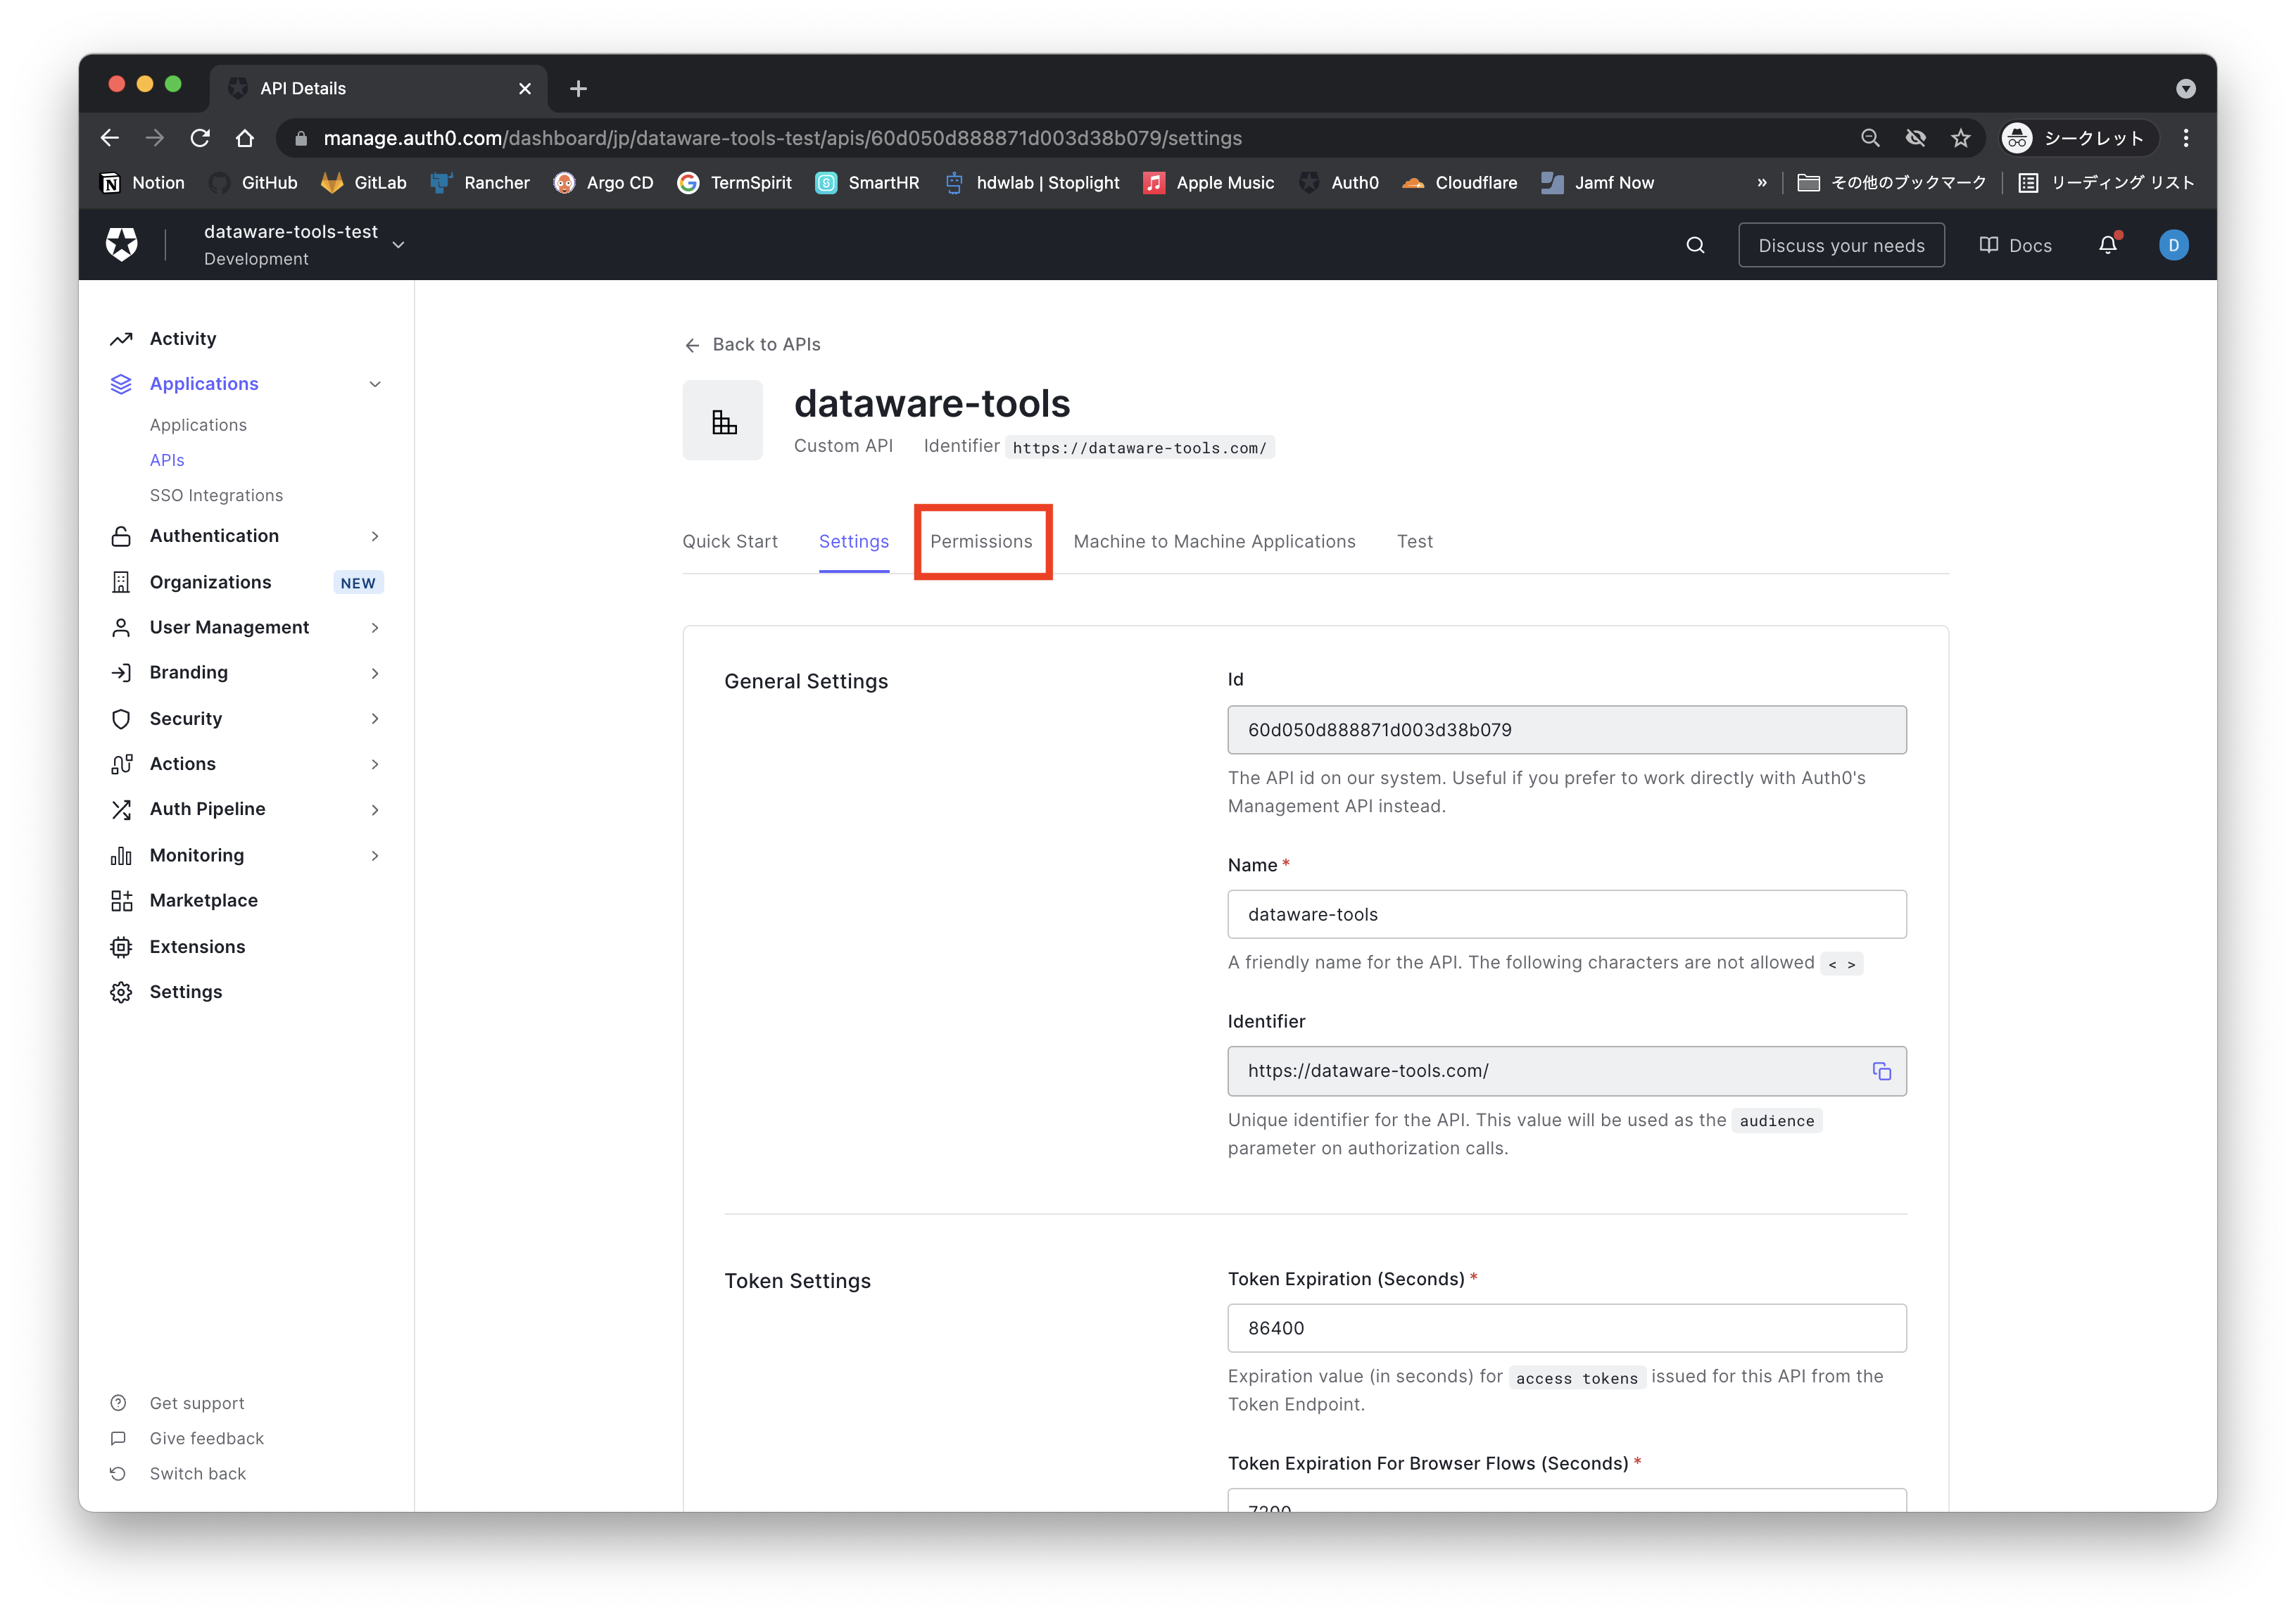 API Details
manage.auth0.com/dashboard/jp/dataware-tools-test/apis/60d050d888871d003d38b079/settings
シークレット
Notion GitHub GitLab Rancher Argo CD TermSpirit SmartHR hdwlab | Stoplight Apple Music Auth0 Cloudflare Jamf Now » その他のブックマーク リーディング リスト
dataware-tools-test
Development
Discuss your needs
Docs
D
Activity
Applications
Applications
APIs
SSO Integrations
Authentication
Organizations NEW
User Management
Branding
Security
Actions
Auth Pipeline
Monitoring
Marketplace
Extensions
Settings
Get support
Give feedback
Switch back
Back to APIs
dataware-tools
Custom API Identifier https://dataware-tools.com/
Quick Start Settings Permissions Machine to Machine Applications Test
General Settings
Id
60d050d888871d003d38b079
The API id on our system. Useful if you prefer to work directly with Auth0's
Management API instead.
Name *
dataware-tools
A friendly name for the API. The following characters are not allowed < >
Identifier
https://dataware-tools.com/
Unique identifier for the API. This value will be used as the audience
parameter on authorization calls.
Token Settings
Token Expiration (Seconds) *
86400
Expiration value (in seconds) for access tokens issued for this API from the
Token Endpoint.
Token Expiration For Browser Flows (Seconds) *
7200